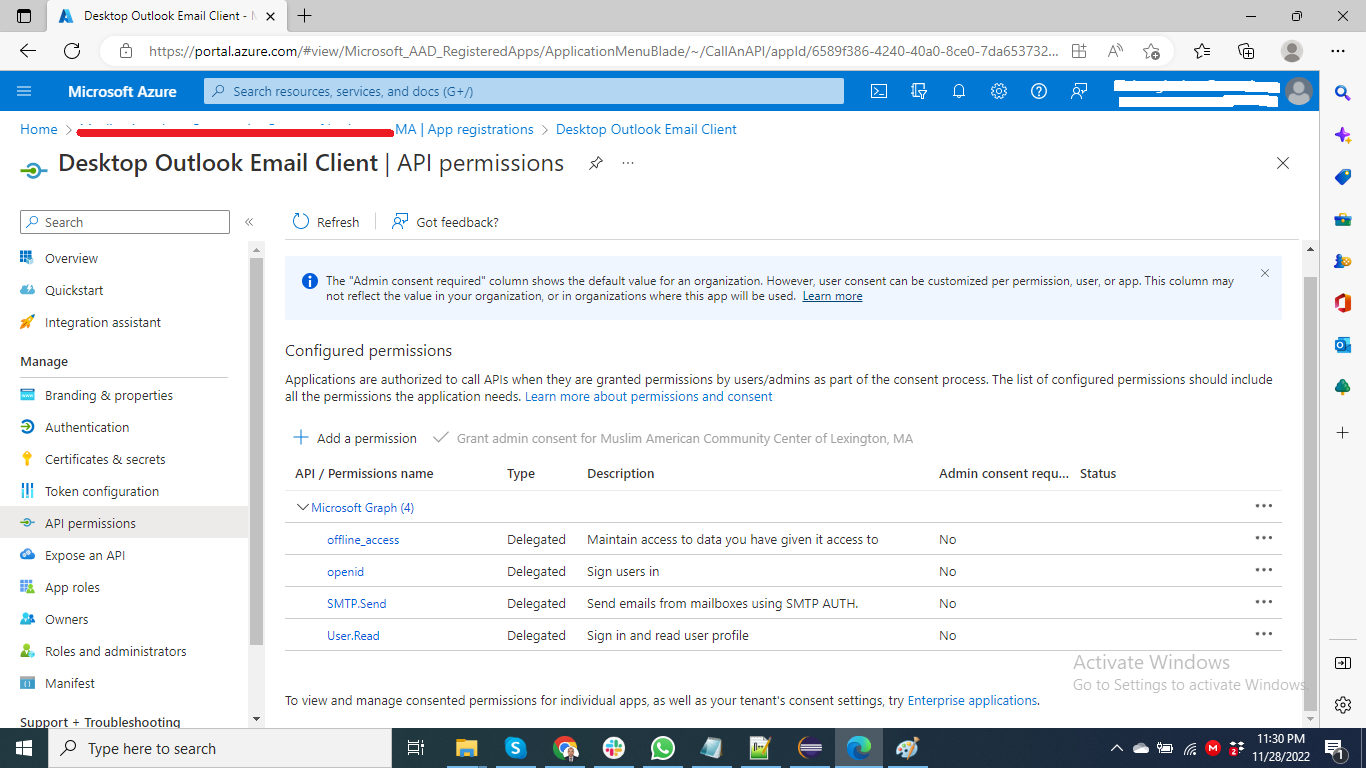 Desktop Outlook Email Client - M
https://portal.azure.com/#view/Microsoft_AAD_RegisteredApps/ApplicationMenuBlade/~/CallAnAPI/appId/6589f386-4240-40a0-8ce0-7da653732...
Microsoft Azure
Search resources, services, and docs (G+/)
Home > MA | App registrations > Desktop Outlook Email Client
Desktop Outlook Email Client | API permissions
Search
«
Refresh
Got feedback?
Overview
Quickstart
Integration assistant
Manage
Branding & properties
Authentication
Certificates & secrets
Token configuration
API permissions
Expose an API
App roles
Owners
Roles and administrators
Manifest
Support + Troubleshooting
The "Admin consent required" column shows the default value for an organization. However, user consent can be customized per permission, user, or app. This column may
not reflect the value in your organization, or in organizations where this app will be used. Learn more
Configured permissions
Applications are authorized to call APIs when they are granted permissions by users/admins as part of the consent process. The list of configured permissions should include
all the permissions the application needs. Learn more about permissions and consent
Add a permission
Grant admin consent for Muslim American Community Center of Lexington, MA
API / Permissions name Type Description Admin consent requ... Status
Microsoft Graph (4)
offline_access Delegated Maintain access to data you have given it access to No
openid Delegated Sign users in No
SMTP.Send Delegated Send emails from mailboxes using SMTP AUTH. No
User.Read Delegated Sign in and read user profile No
Activate Windows
Go to Settings to activate Windows.
To view and manage consented permissions for individual apps, as well as your tenant's consent settings, try Enterprise applications.
Type here to search
11:30 PM
11/28/2022
1